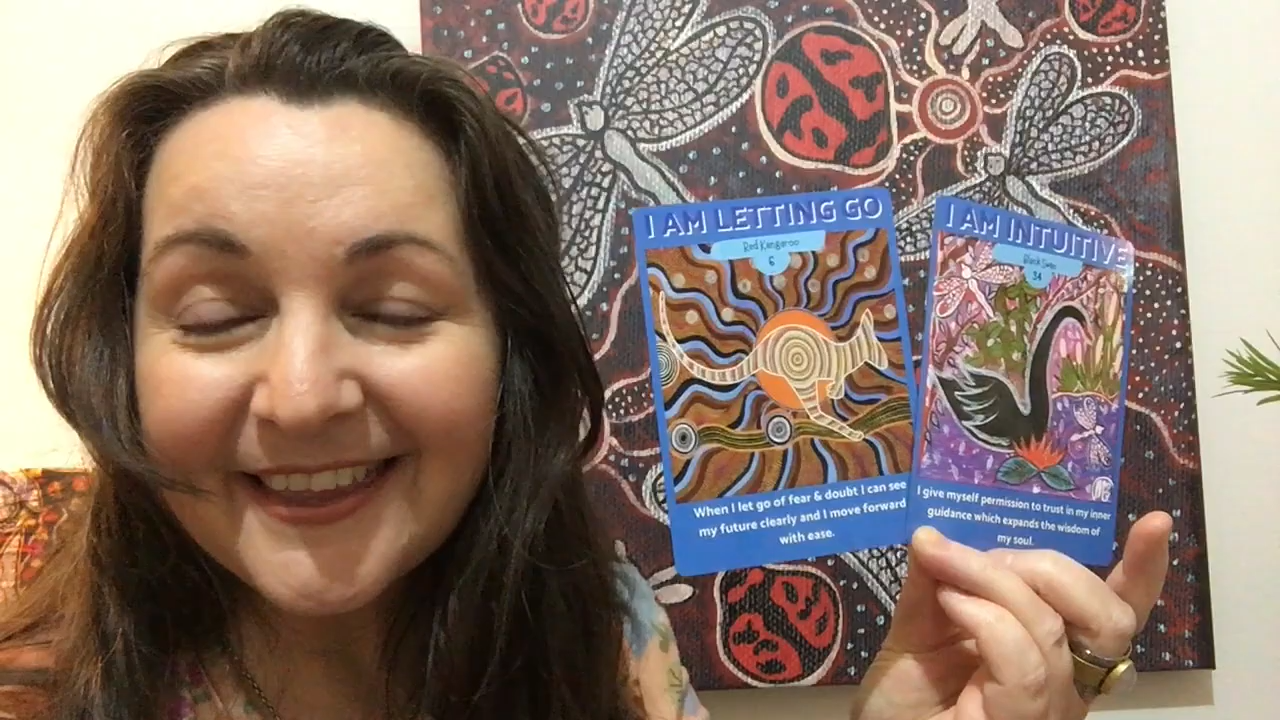 I AM LETTING GO
Red Kangaroo
6
When I let go of fear & doubt I can see
my future clearly and I move forward
with ease.
I AM INTUITIVE
Black Swan
34
I give myself permission to trust in my inner
guidance which expands the wisdom of
my soul.